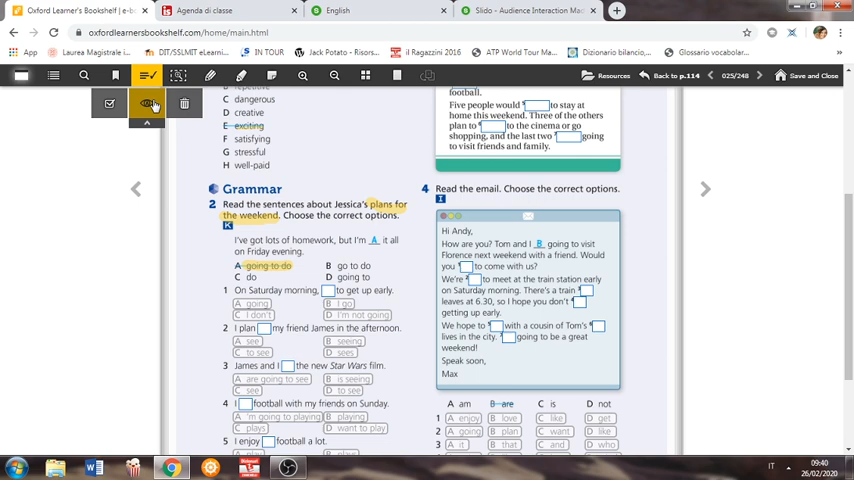 Oxford Learner's Bookshelf | e-bo
Agenda di classe
English
Slido - Audience Interaction Mad
oxfordlearnersbookshelf.com/home/main.html
App
Laurea Magistrale i...
DIT/SSLMIT eLearni...
IN TOUR
Jack Potato - Risors...
il Ragazzini 2016
ATP World Tour Ma...
Dizionario bilancio,...
Glossario vocabolar...
Resources
Back to p.114
025/248
Save and Close
B repetitive
C dangerous
D creative
E exciting
F satisfying
G stressful
H well-paid
football.
Five people would to stay at
home this weekend. Three of the others
plan to 6 to the cinema or go
shopping, and the last two 7 going
to visit friends and family.
Grammar
2 Read the sentences about Jessica's plans for
the weekend. Choose the correct options.
K
I've got lots of homework, but I'm A it all
on Friday evening.
A going to do B go to do
C do D going to
1 On Saturday morning, to get up early.
A going B I go
C I don't D I'm not going
2 I plan my friend James in the afternoon.
A see B seeing
C to see D sees
3 James and I the new Star Wars film.
A are going to see B is seeing
C see D to see
4 I football with my friends on Sunday.
A 'm going to playing B playing
C plays D want to play
5 I enjoy football a lot.
A play
4 Read the email. Choose the correct options.
I
Hi Andy,
How are you? Tom and I B going to visit
Florence next weekend with a friend. Would
you 1 to come with us?
We're 2 to meet at the train station early
on Saturday morning. There's a train 3
leaves at 6.30, so I hope you don't 4
getting up early.
We hope to 5 with a cousin of Tom's 6
lives in the city. 7 going to be a great
weekend!
Speak soon,
Max
A am B are C is D not
1 A enjoy B love C like D get
2 A going B plan C want D like
3 A it B that C and D who
IT
09:40
26/02/2020